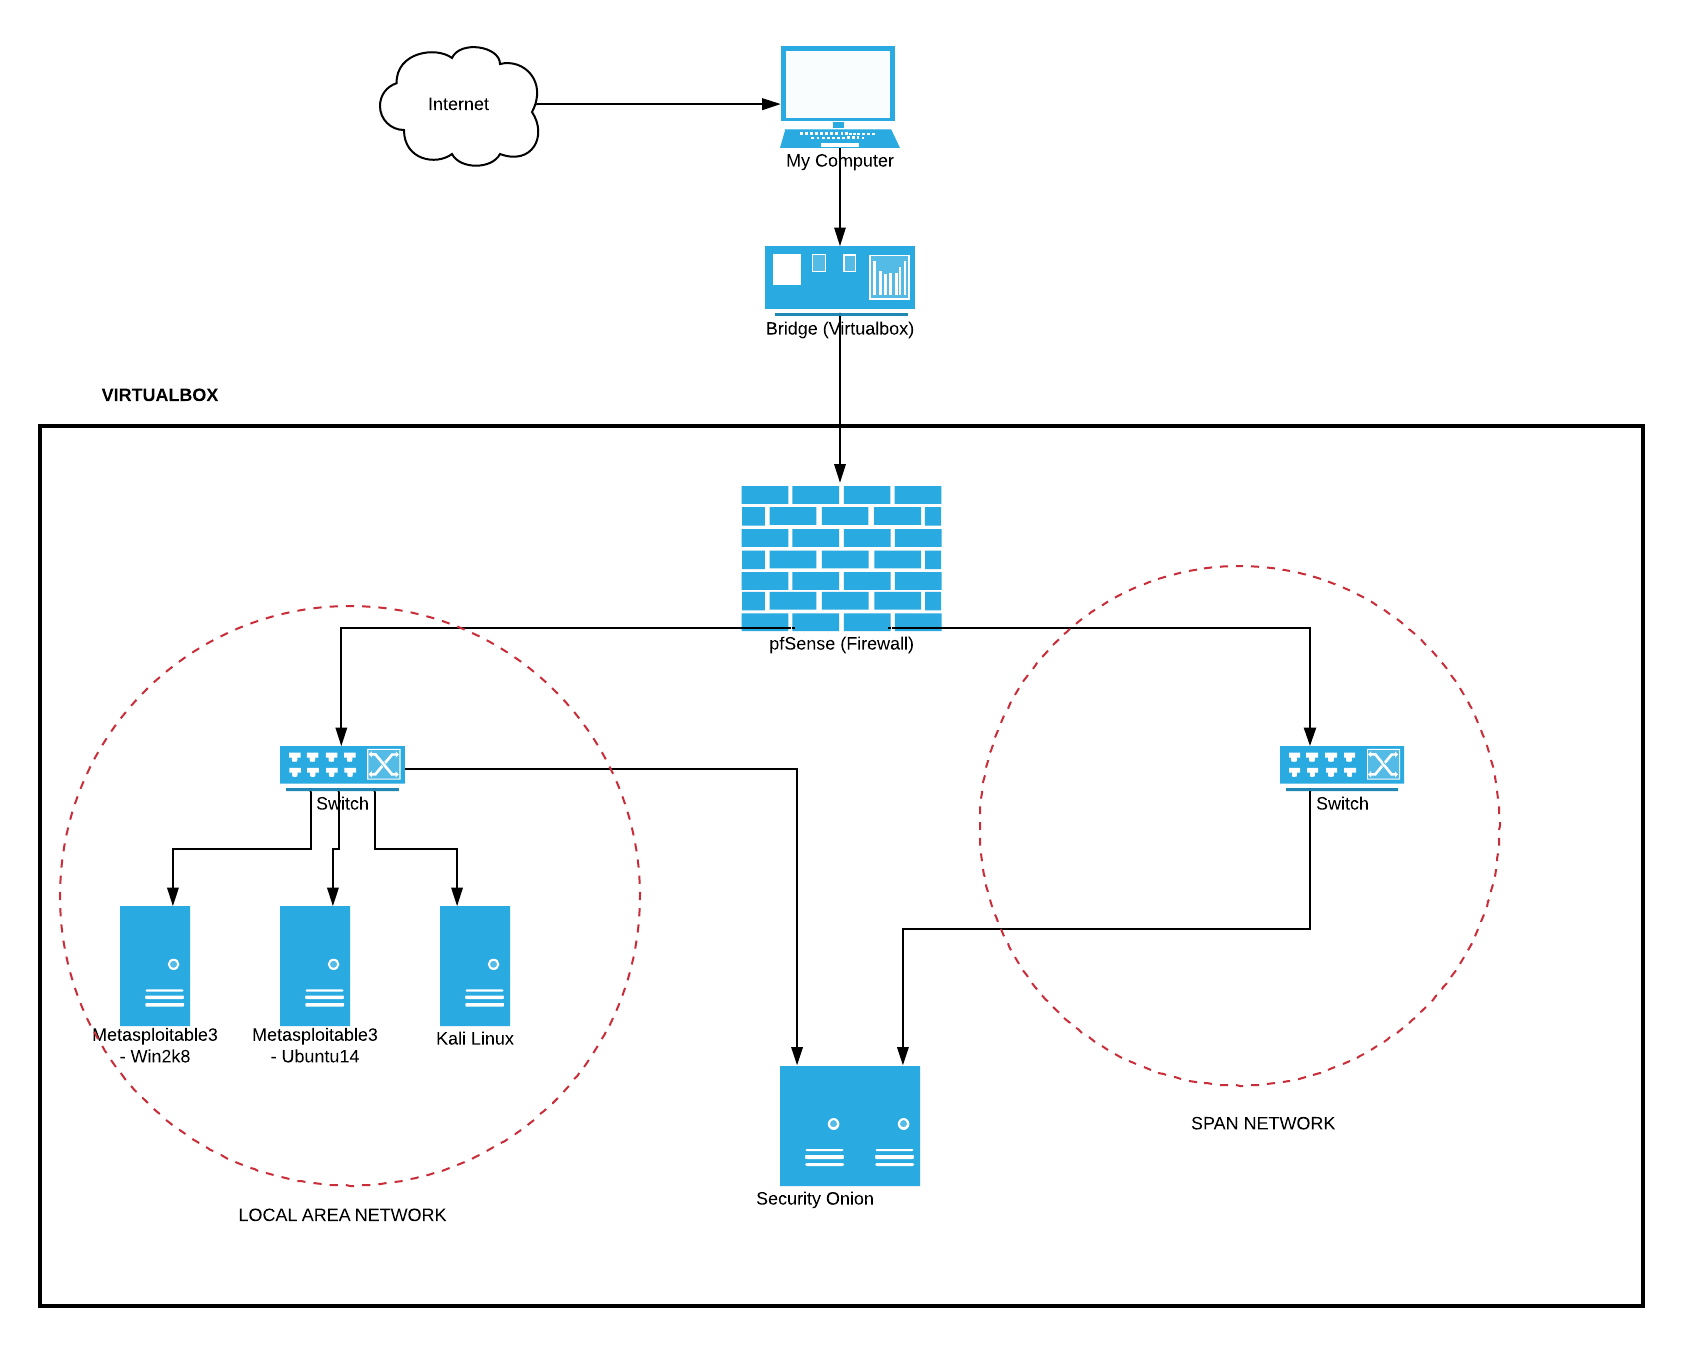 Internet
My Computer
Bridge (Virtualbox)
VIRTUALBOX
pfSense (Firewall)
Switch
Switch
Metasploitable3
- Win2k8
Metasploitable3
- Ubuntu14
Kali Linux
SPAN NETWORK
Security Onion
LOCAL AREA NETWORK